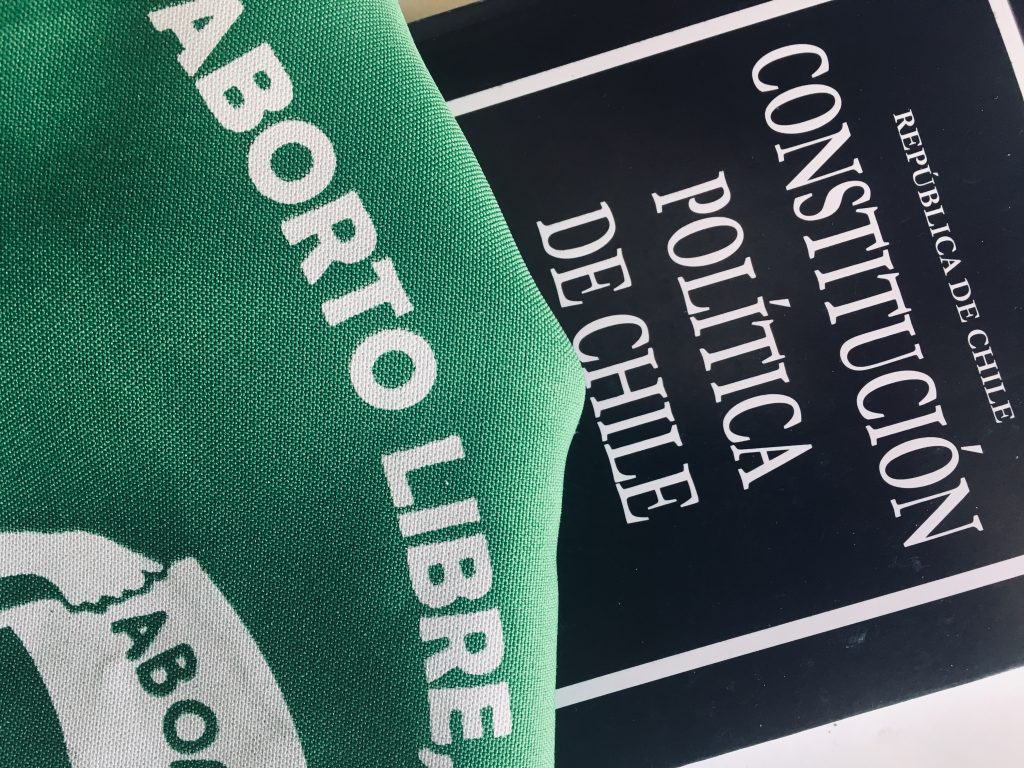 ABORTO LIBRE,
REPÚBLICA DE CHILE
CONSTITUCIÓN
POLÍTICA
DE CHILE